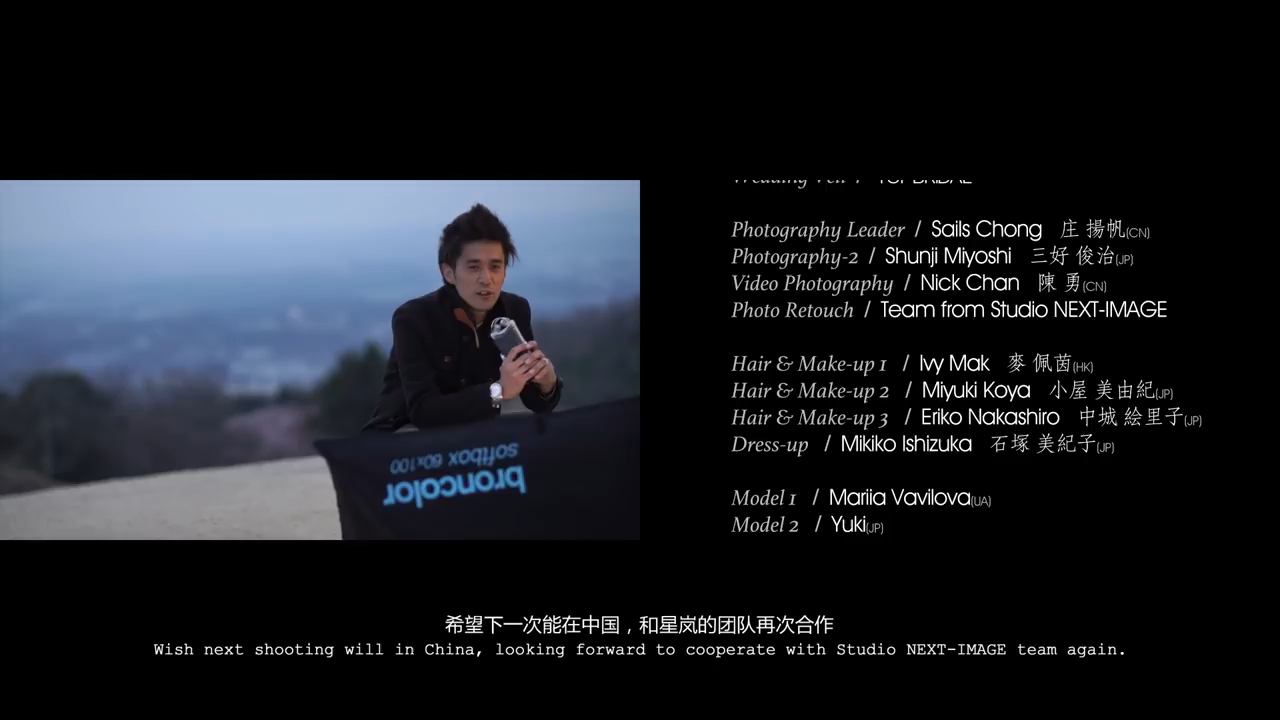 Wedding Veil / YUI BRIDAL
Photography Leader / Sails Chong 庄 揚帆(CN)
Photography-2 / Shunji Miyoshi 三好 俊治(JP)
Video Photography / Nick Chan 陳 勇(CN)
Photo Retouch / Team from Studio NEXT-IMAGE
Hair & Make-up 1 / Ivy Mak 麥 佩茵(HK)
Hair & Make-up 2 / Miyuki Koya 小屋 美由紀(JP)
Hair & Make-up 3 / Eriko Nakashiro 中城 絵里子(JP)
Dress-up / Mikiko Ishizuka 石塚 美紀子(JP)
Model 1 / Mariia Vavilova(UA)
Model 2 / Yuki(JP)
broncolor
softbox 60x100
希望下一次能在中国，和星岚的团队再次合作
Wish next shooting will in China, looking forward to cooperate with Studio NEXT-IMAGE team again.